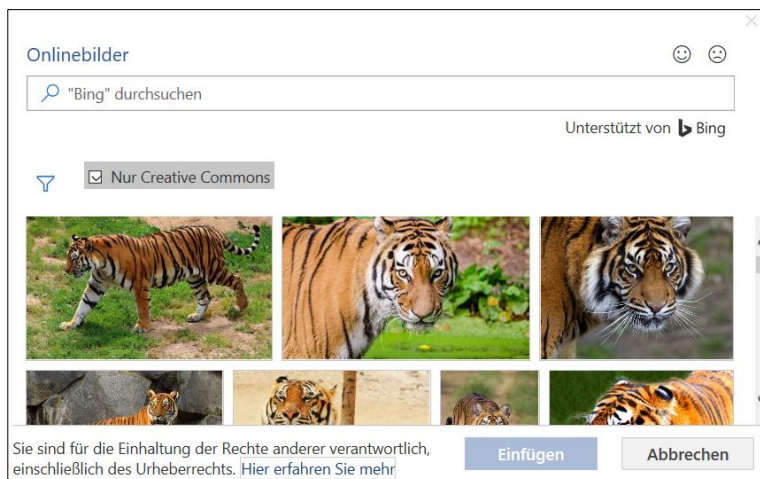 Onlinebilder
"Bing" durchsuchen
Unterstützt von Bing
Nur Creative Commons
Sie sind für die Einhaltung der Rechte anderer verantwortlich,
einschließlich des Urheberrechts. Hier erfahren Sie mehr
Einfügen
Abbrechen